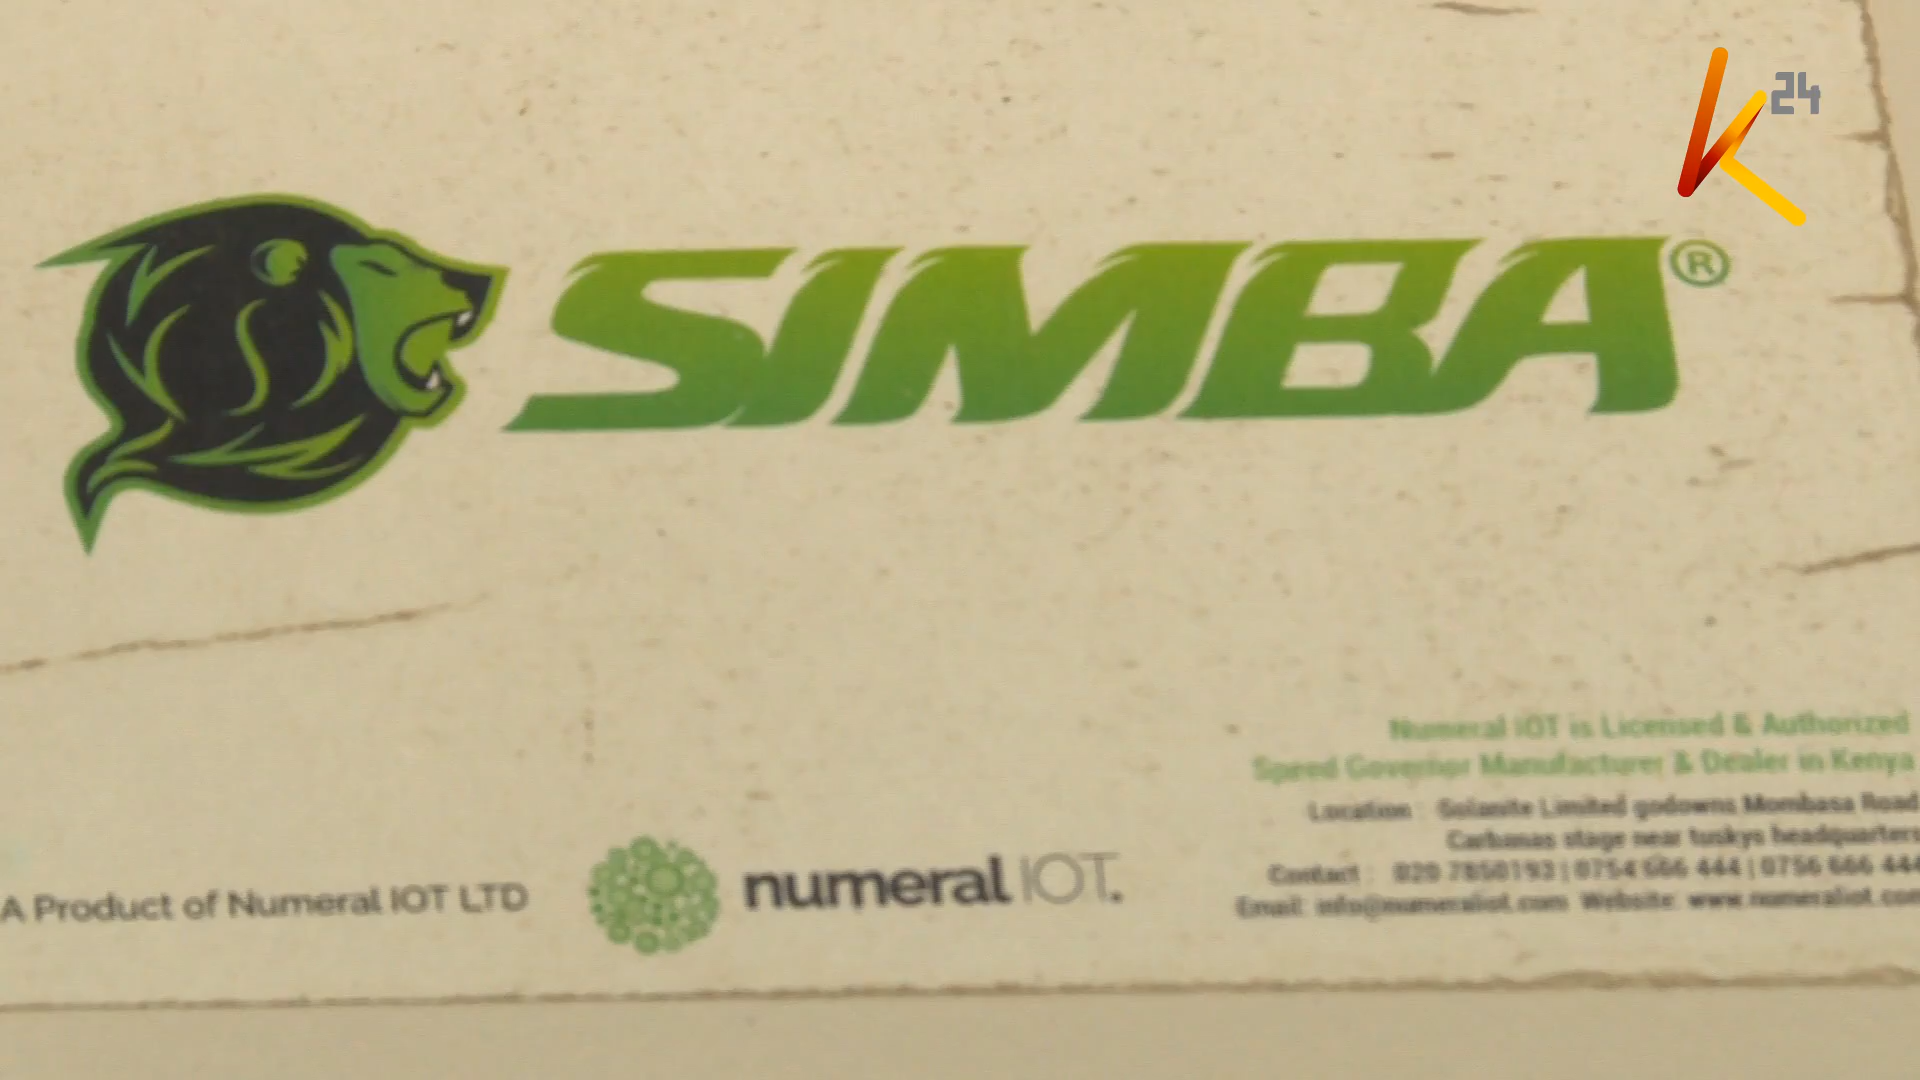 K24
SIMBA®
Numeral IOT is Licensed & Authorized
Speed Governor Manufacturer & Dealer in Kenya
Location : Solanite Limited godowns Mombasa Road
Carbanas stage near tuskys headquarters
Contact : 020 7850193 | 0754 666 444 | 0756 666 444
Email: info@numeraliot.com Website: www.numeraliot.com
A Product of Numeral IOT LTD
numeral IOT.